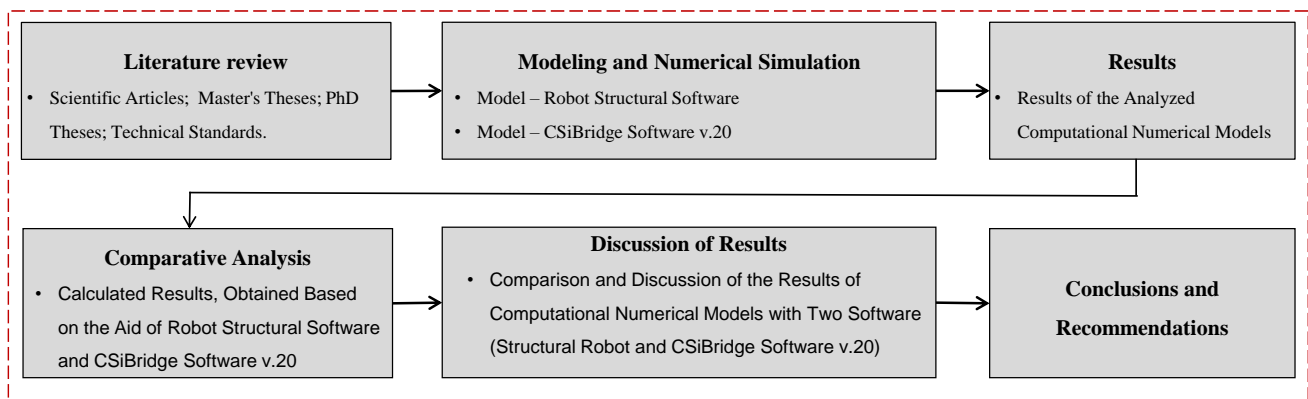 Literature review
• Scientific Articles; Master's Theses; PhD
Theses; Technical Standards.
Modeling and Numerical Simulation
• Model – Robot Structural Software
• Model – CSiBridge Software v.20
Results
• Results of the Analyzed
Computational Numerical Models
Comparative Analysis
• Calculated Results, Obtained Based
on the Aid of Robot Structural Software
and CSiBridge Software v.20
Discussion of Results
• Comparison and Discussion of the Results of
Computational Numerical Models with Two Software
(Structural Robot and CSiBridge Software v.20)
Conclusions and
Recommendations